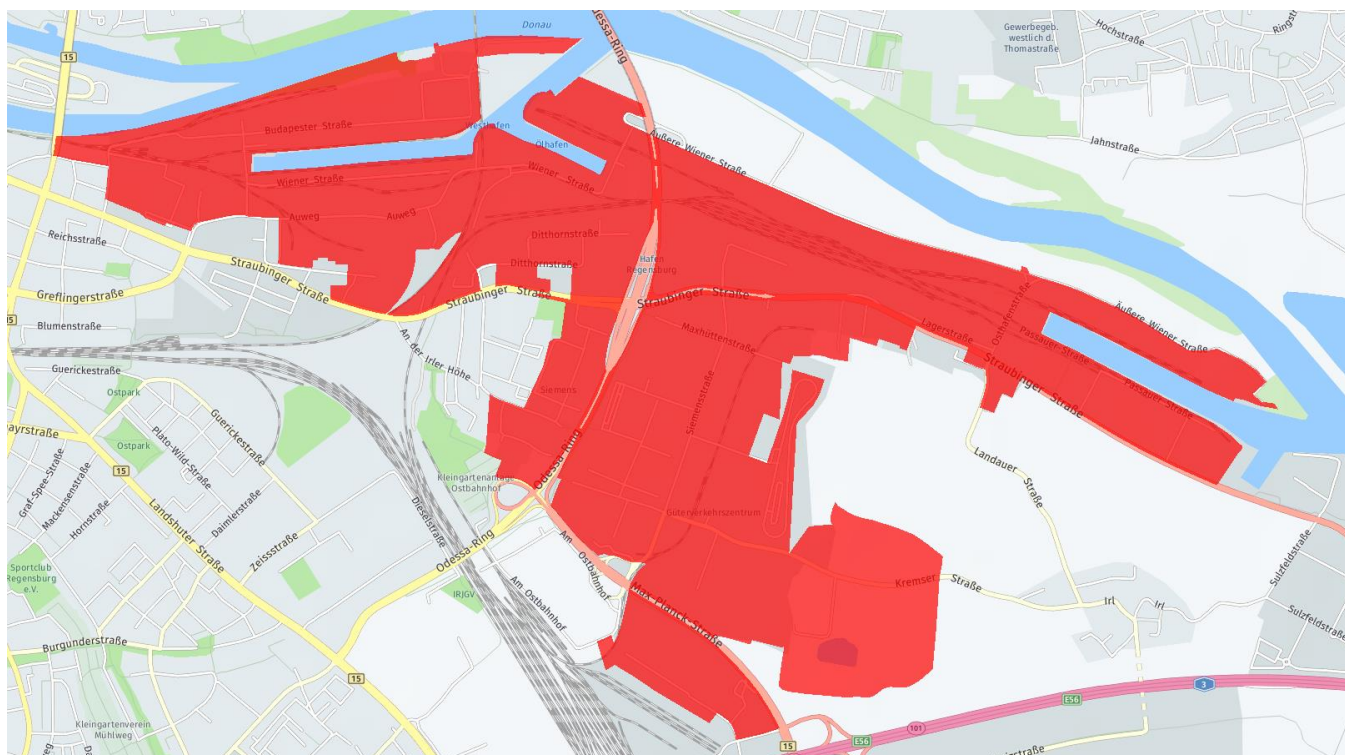 Donau
Odessa-Ring
Gewerbegeb.
westlich d.
Thomastraße.
Hochstraße
15
Budapester Straße
Westhafen
Ölhafen
Äußere Wiener Straße
Jahnstraße
Wiener Straße
Wiener Straße
Auweg
Auweg
Reichsstraße
Ditthornstraße
Straubinger Straße
Ditthornstraße
Hafen
Regensburg
Greflingerstraße
Straubinger Straße
Straubinger Straße
Blumenstraße
Maxhüttenstraße
Lagerstraße
Osthafenstraße
Passauer-Straße
Äußere Wiener Straße
Guerickestraße
An der Irler Höhe
Siemens
Siemensstraße
Straubinger Straße
Passauer Straße
Ostpark
Guerickestraße
Plato-Wild-Straße
Ostpark
15
Graf-Spee-Straße
Mackensenstraße
Hornstraße
Daimlerstraße
Landshuter Straße
Zeissstraße
Dieselstraße
Kleingartenanlage
Ostbahnhof
Odessa-Ring
Landauer Straße
Güterverkehrszentrum
Odessa-Ring
Am Ostbahnhof
Am Ostbahnhof
Max-Planck-Straße
Kremser Straße
Irl
Irl
Sulzfeldstraße
Sulzfeldstraße
Sportclub
Regensburg
e.V.
IRJGV
Burgunderstraße
15
Kleingartenverein
Mühlweg
15
E56
101
E56
3